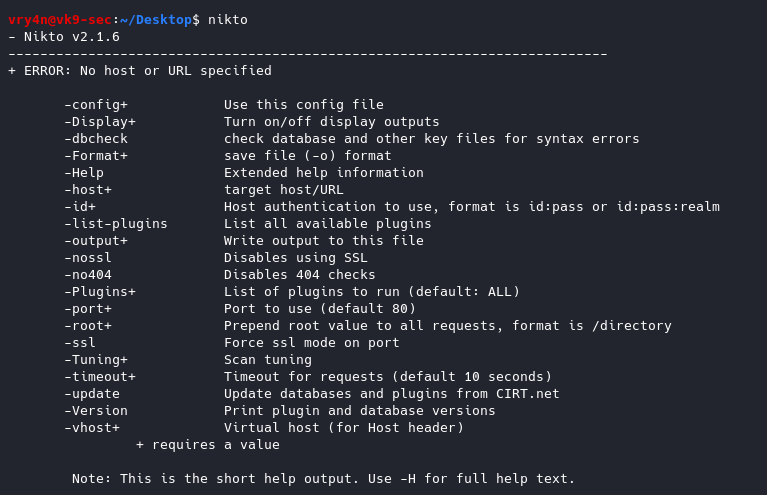 vry4n@vk9-sec:~/Desktop$ nikto
- Nikto v2.1.6
---------------------------------------------------------------------------
+ ERROR: No host or URL specified
-config+ Use this config file
-Display+ Turn on/off display outputs
-dbcheck check database and other key files for syntax errors
-Format+ save file (-o) format
-Help Extended help information
-host+ target host/URL
-id+ Host authentication to use, format is id:pass or id:pass:realm
-list-plugins List all available plugins
-output+ Write output to this file
-nossl Disables using SSL
-no404 Disables 404 checks
-Plugins+ List of plugins to run (default: ALL)
-port+ Port to use (default 80)
-root+ Prepend root value to all requests, format is /directory
-ssl Force ssl mode on port
-Tuning+ Scan tuning
-timeout+ Timeout for requests (default 10 seconds)
-update Update databases and plugins from CIRT.net
-Version Print plugin and database versions
-vhost+ Virtual host (for Host header)
+ requires a value
Note: This is the short help output. Use -H for full help text.